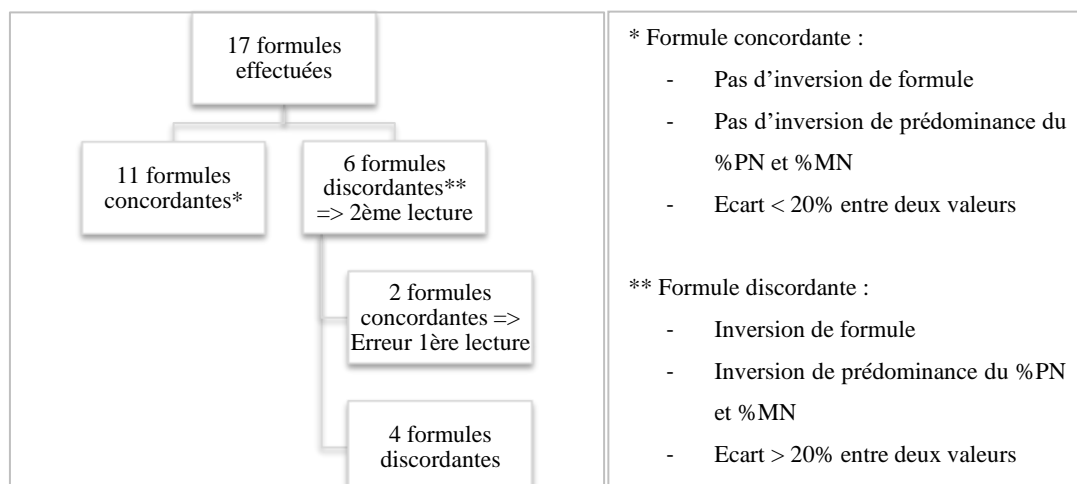 17 formules
effectuées
11 formules
concordantes*
6 formules
discordantes**
=> 2ème lecture
2 formules
concordantes =>
Erreur 1ère lecture
4 formules
discordantes
* Formule concordante :
- Pas d’inversion de formule
- Pas d’inversion de prédominance du
%PN et %MN
- Ecart < 20% entre deux valeurs
** Formule discordante :
- Inversion de formule
- Inversion de prédominance du %PN
et %MN
- Ecart > 20% entre deux valeurs